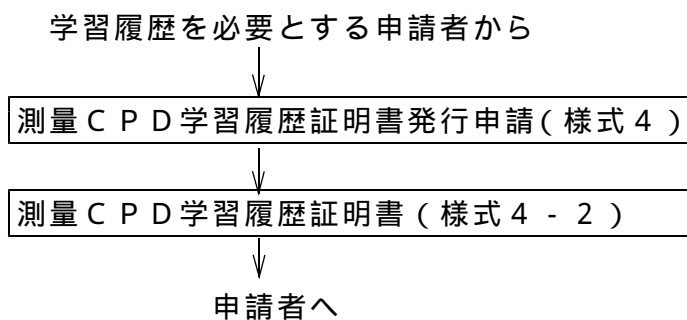 学習履歴を必要とする申請者から
測量ＣＰＤ学習履歴証明書発行申請（様式４）
測量ＣＰＤ学習履歴証明書（様式４－２）
申請者へ